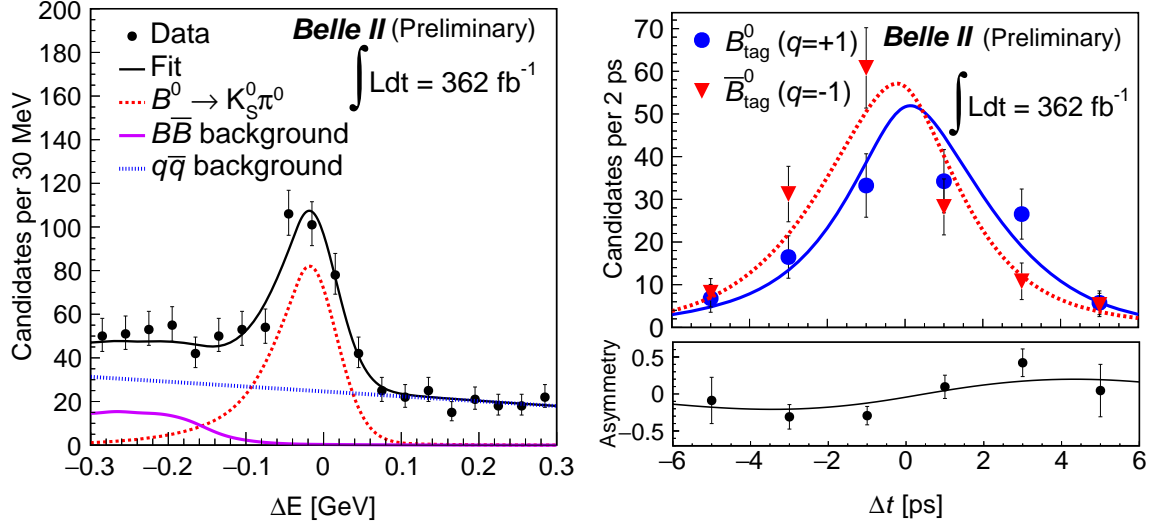 Belle II (Preliminary)
∫ Ldt = 362 fb⁻¹
Data
Fit
B⁰ → K_S⁰π⁰
BB̅ background
qq̅ background
Candidates per 30 MeV
200
180
160
140
120
100
80
60
40
20
0
−0.3 −0.2 −0.1 0 0.1 0.2 0.3
ΔE [GeV]
Belle II (Preliminary)
∫ Ldt = 362 fb⁻¹
B⁰_tag (q=+1)
B̅⁰_tag (q=-1)
Candidates per 2 ps
70
60
50
40
30
20
10
0
Asymmetry
0.5
0
−0.5
−6 −4 −2 0 2 4 6
Δt [ps]